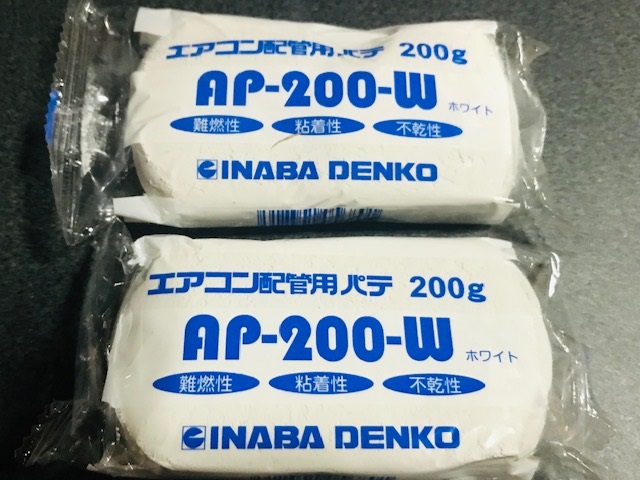 エアコン配管用パテ 200g
AP-200-W ホワイト
難燃性 粘着性 不乾性
INABA DENKO
エアコン配管用パテ 200g
AP-200-W ホワイト
難燃性 粘着性 不乾性
INABA DENKO